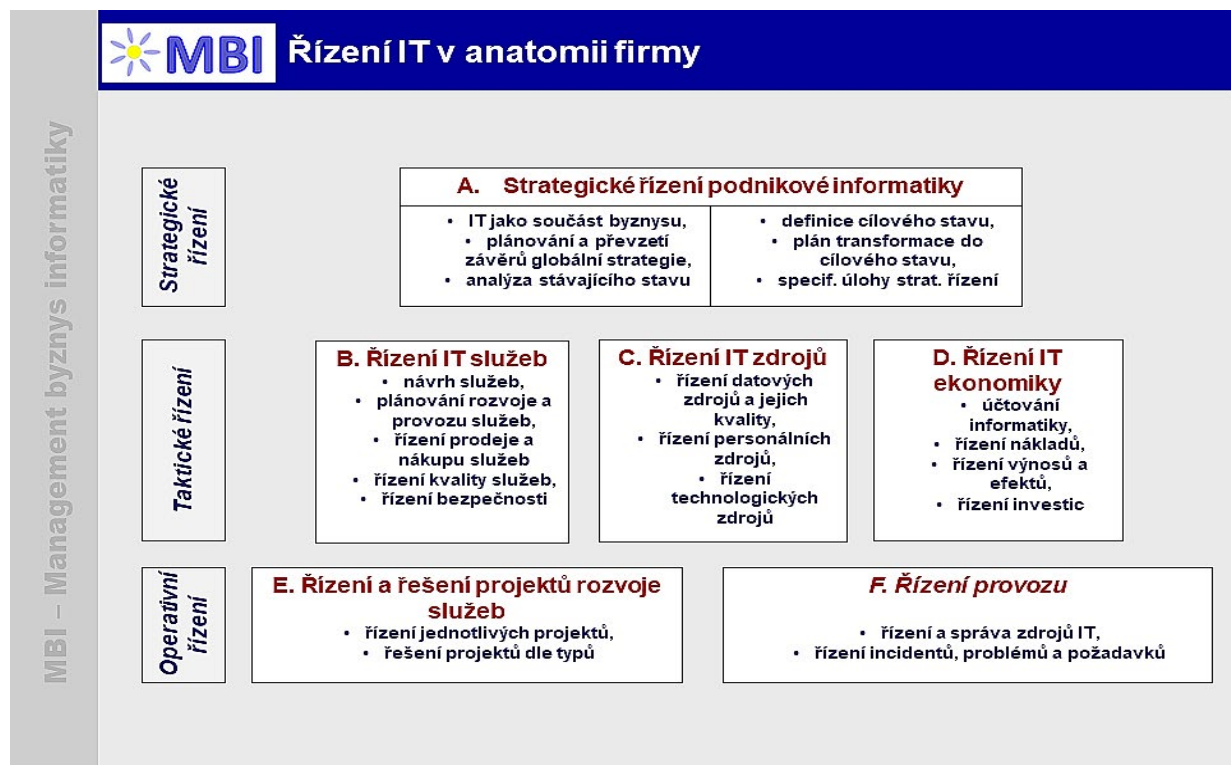 MBI
Řízení IT v anatomii firmy
MBI – Management byznys informatiky
Strategické
řízení
A. Strategické řízení podnikové informatiky
• IT jako součást byznysu,
• plánování a převzetí
závěrů globální strategie,
• analýza stávajícího stavu
• definice cílového stavu,
• plán transformace do
cílového stavu,
• specif. úlohy strat. řízení
Taktické řízení
B. Řízení IT služeb
• návrh služeb,
• plánování rozvoje a
provozu služeb,
• řízení prodeje a
nákupu služeb
• řízení kvality služeb,
• řízení bezpečnosti
C. Řízení IT zdrojů
• řízení datových
zdrojů a jejich
kvality,
• řízení personálních
zdrojů,
• řízení
technologických
zdrojů
D. Řízení IT
ekonomiky
• účtování
informatiky,
• řízení nákladů,
• řízení výnosů a
efektů,
• řízení investic
Operativní
řízení
E. Řízení a řešení projektů rozvoje
služeb
• řízení jednotlivých projektů,
• řešení projektů dle typů
F. Řízení provozu
• řízení a správa zdrojů IT,
• řízení incidentů, problémů a požadavků